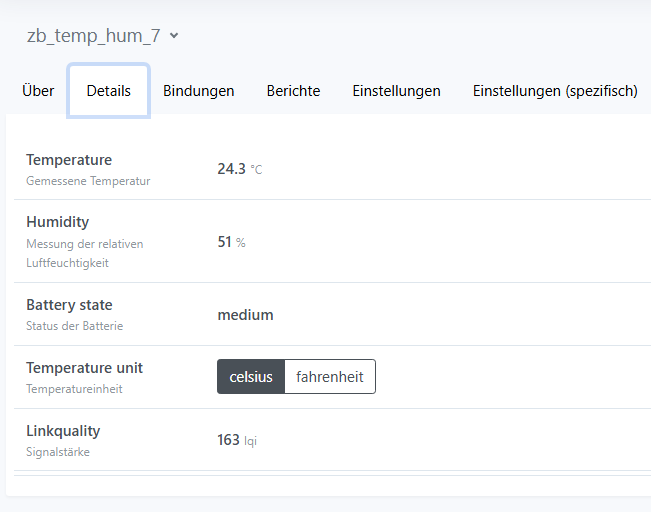 zb_temp_hum_7
Über Details Bindungen Berichte Einstellungen Einstellungen (spezifisch)
Temperature
Gemessene Temperatur
24.3 °C
Humidity
Messung der relativen
Luftfeuchtigkeit
51 %
Battery state
Status der Batterie
medium
Temperature unit
Temperatureinheit
celsius fahrenheit
Linkquality
Signalstärke
163 lqi